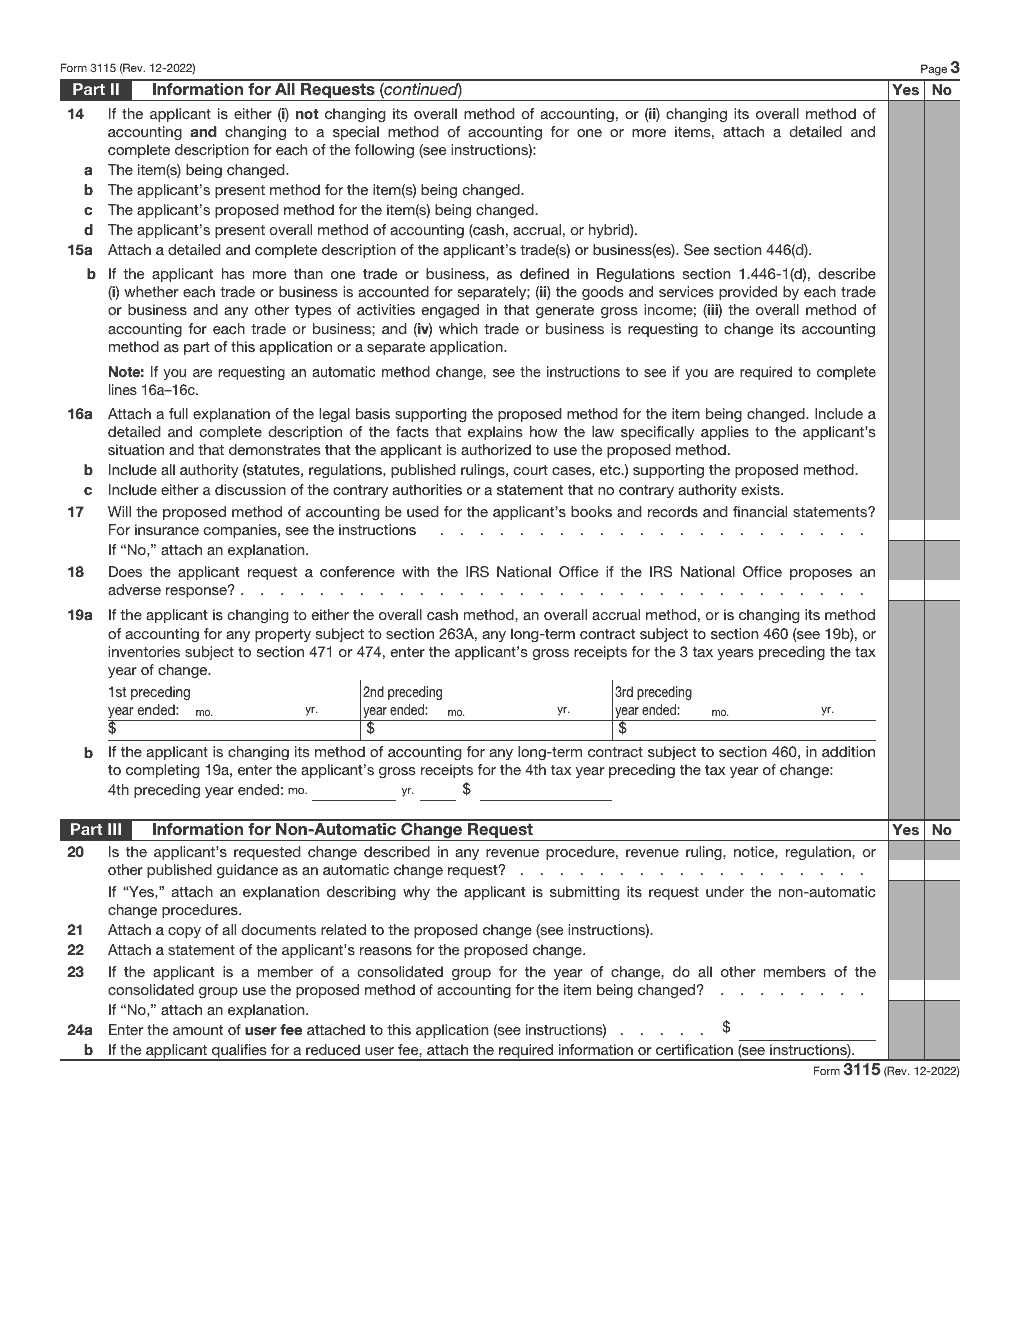 Form 3115 (Rev. 12-2022) Page 3
Part II Information for All Requests (continued) Yes No
14 If the applicant is either (i) not changing its overall method of accounting, or (ii) changing its overall method of
accounting and changing to a special method of accounting for one or more items, attach a detailed and
complete description for each of the following (see instructions):
a The item(s) being changed.
b The applicant's present method for the item(s) being changed.
c The applicant's proposed method for the item(s) being changed.
d The applicant's present overall method of accounting (cash, accrual, or hybrid).
15a Attach a detailed and complete description of the applicant's trade(s) or business(es). See section 446(d).
b If the applicant has more than one trade or business, as defined in Regulations section 1.446-1(d), describe
(i) whether each trade or business is accounted for separately; (ii) the goods and services provided by each trade
or business and any other types of activities engaged in that generate gross income; (iii) the overall method of
accounting for each trade or business; and (iv) which trade or business is requesting to change its accounting
method as part of this application or a separate application.
Note: If you are requesting an automatic method change, see the instructions to see if you are required to complete
lines 16a–16c.
16a Attach a full explanation of the legal basis supporting the proposed method for the item being changed. Include a
detailed and complete description of the facts that explains how the law specifically applies to the applicant's
situation and that demonstrates that the applicant is authorized to use the proposed method.
b Include all authority (statutes, regulations, published rulings, court cases, etc.) supporting the proposed method.
c Include either a discussion of the contrary authorities or a statement that no contrary authority exists.
17 Will the proposed method of accounting be used for the applicant's books and records and financial statements?
For insurance companies, see the instructions . . . . . . . . . . . . . . . . . . . . . .
If "No," attach an explanation.
18 Does the applicant request a conference with the IRS National Office if the IRS National Office proposes an
adverse response? . . . . . . . . . . . . . . . . . . . . . . . . . . . . . . . .
19a If the applicant is changing to either the overall cash method, an overall accrual method, or is changing its method
of accounting for any property subject to section 263A, any long-term contract subject to section 460 (see 19b), or
inventories subject to section 471 or 474, enter the applicant's gross receipts for the 3 tax years preceding the tax
year of change.
1st preceding 2nd preceding 3rd preceding
year ended: mo. yr. year ended: mo. yr. year ended: mo. yr.
$ $ $
b If the applicant is changing its method of accounting for any long-term contract subject to section 460, in addition
to completing 19a, enter the applicant's gross receipts for the 4th tax year preceding the tax year of change:
4th preceding year ended: mo. yr. $
Part III Information for Non-Automatic Change Request Yes No
20 Is the applicant's requested change described in any revenue procedure, revenue ruling, notice, regulation, or
other published guidance as an automatic change request? . . . . . . . . . . . . . . . . . .
If "Yes," attach an explanation describing why the applicant is submitting its request under the non-automatic
change procedures.
21 Attach a copy of all documents related to the proposed change (see instructions).
22 Attach a statement of the applicant's reasons for the proposed change.
23 If the applicant is a member of a consolidated group for the year of change, do all other members of the
consolidated group use the proposed method of accounting for the item being changed? . . . . . . . .
If "No," attach an explanation.
24a Enter the amount of user fee attached to this application (see instructions) . . . . . $
b If the applicant qualifies for a reduced user fee, attach the required information or certification (see instructions).
Form 3115 (Rev. 12-2022)